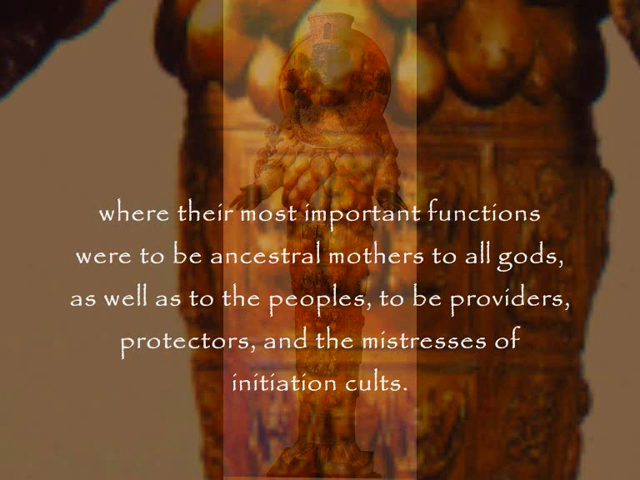 where their most important functions
were to be ancestral mothers to all gods,
as well as to the peoples, to be providers,
protectors, and the mistresses of
initiation cults.